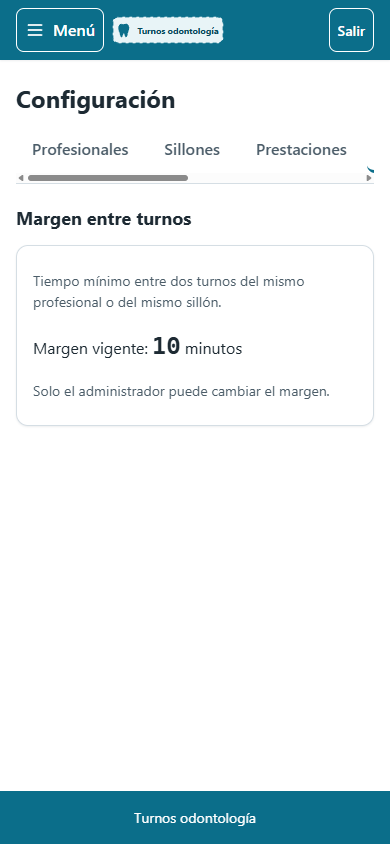 Menú
Turnos odontología
Salir
Configuración
Profesionales
Sillones
Prestaciones
Margen entre turnos
Tiempo mínimo entre dos turnos del mismo
profesional o del mismo sillón.
Margen vigente: 10 minutos
Solo el administrador puede cambiar el margen.
Turnos odontología